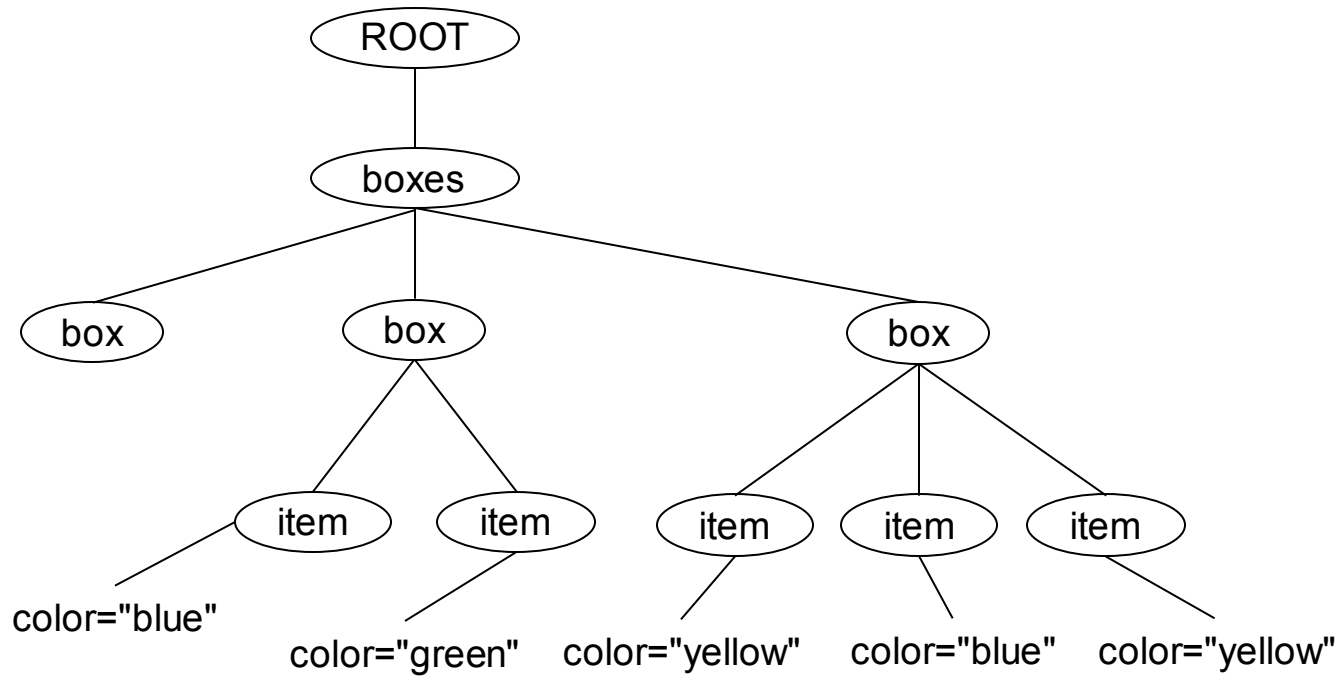 ROOT
boxes
box box box
item item item item item
color="blue" color="green" color="yellow" color="blue" color="yellow"